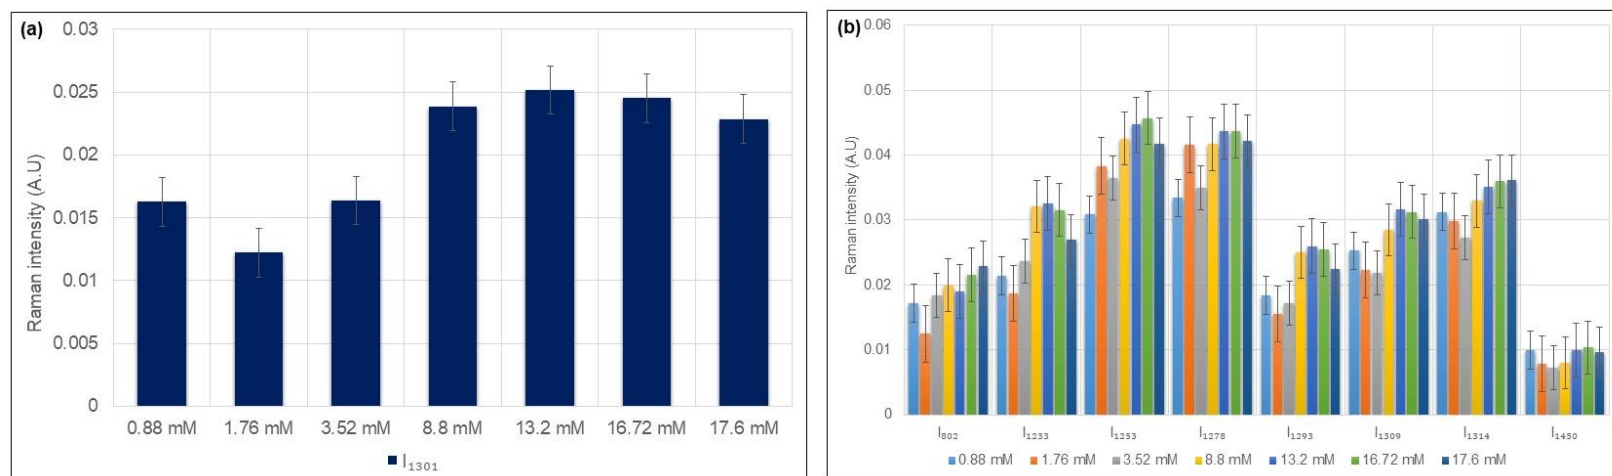 (a)
Raman intensity (A.U)
0.03
0.025
0.02
0.015
0.01
0.005
0
0.88 mM 1.76 mM 3.52 mM 8.8 mM 13.2 mM 16.72 mM 17.6 mM
I₁₃₀₁
(b)
Raman intensity (A.U)
0.06
0.05
0.04
0.03
0.02
0.01
0
I₈₀₂ I₁₂₃₃ I₁₂₅₃ I₁₂₇₈ I₁₂₉₃ I₁₃₀₉ I₁₃₁₄ I₁₄₅₀
0.88 mM 1.76 mM 3.52 mM 8.8 mM 13.2 mM 16.72 mM 17.6 mM